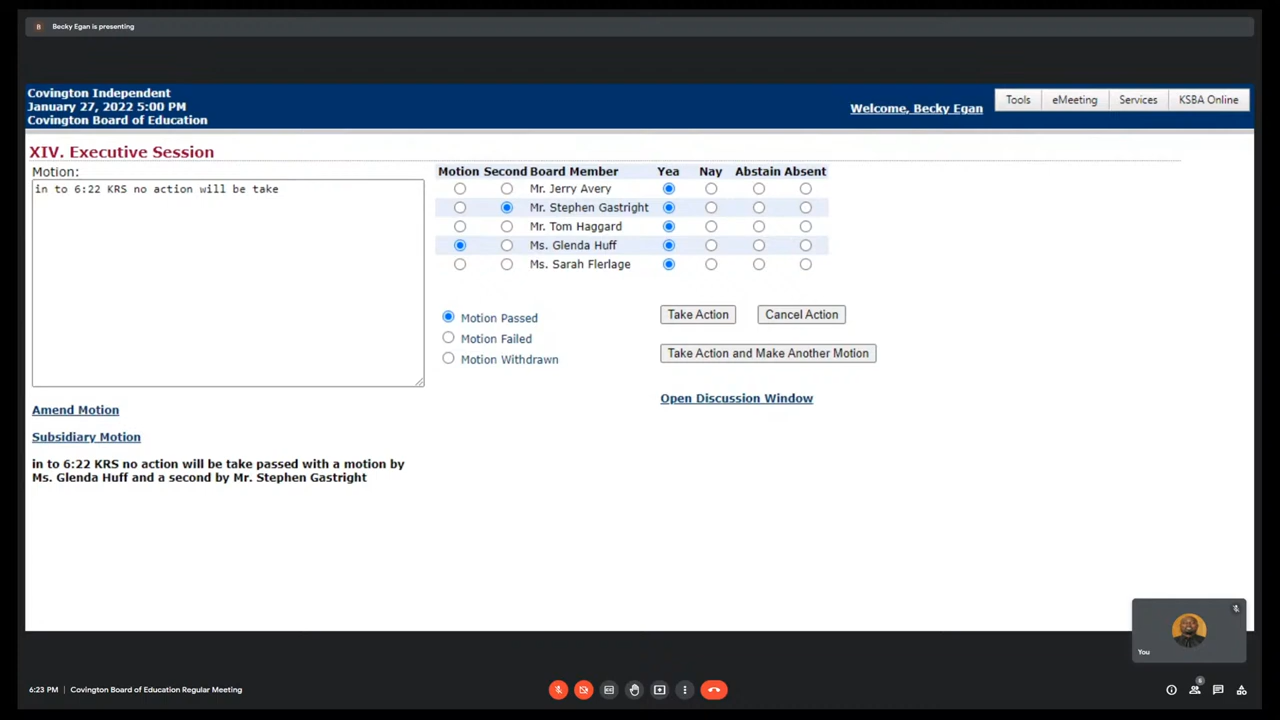 Becky Egan is presenting
Covington Independent
January 27, 2022 5:00 PM
Covington Board of Education
Welcome, Becky Egan
Tools eMeeting Services KSBA Online
XIV. Executive Session
Motion:
in to 6:22 KRS no action will be take
Motion Second Board Member Yea Nay Abstain Absent
Mr. Jerry Avery
Mr. Stephen Gastright
Mr. Tom Haggard
Ms. Glenda Huff
Ms. Sarah Flerlage
Motion Passed
Motion Failed
Motion Withdrawn
Take Action Cancel Action
Take Action and Make Another Motion
Open Discussion Window
Amend Motion
Subsidiary Motion
in to 6:22 KRS no action will be take passed with a motion by
Ms. Glenda Huff and a second by Mr. Stephen Gastright
You
6:23 PM | Covington Board of Education Regular Meeting